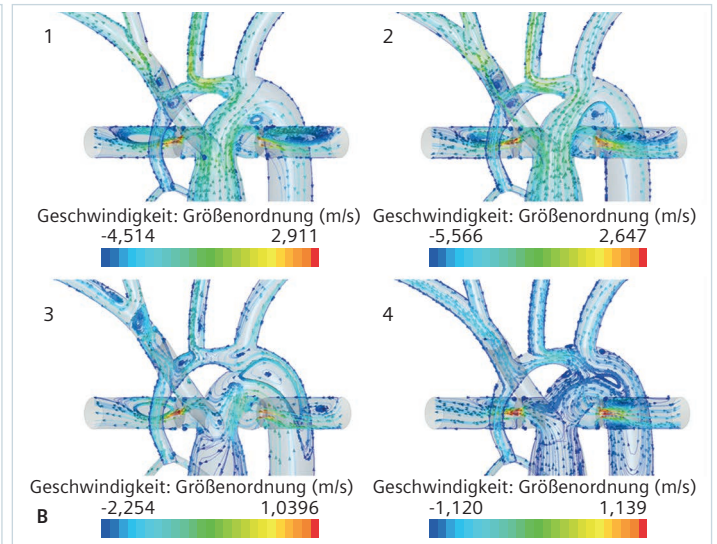 1
2
Geschwindigkeit: Größenordnung (m/s)
-4,514 2,911
Geschwindigkeit: Größenordnung (m/s)
-5,566 2,647
3
4
Geschwindigkeit: Größenordnung (m/s)
-2,254 1,0396
Geschwindigkeit: Größenordnung (m/s)
-1,120 1,139
B